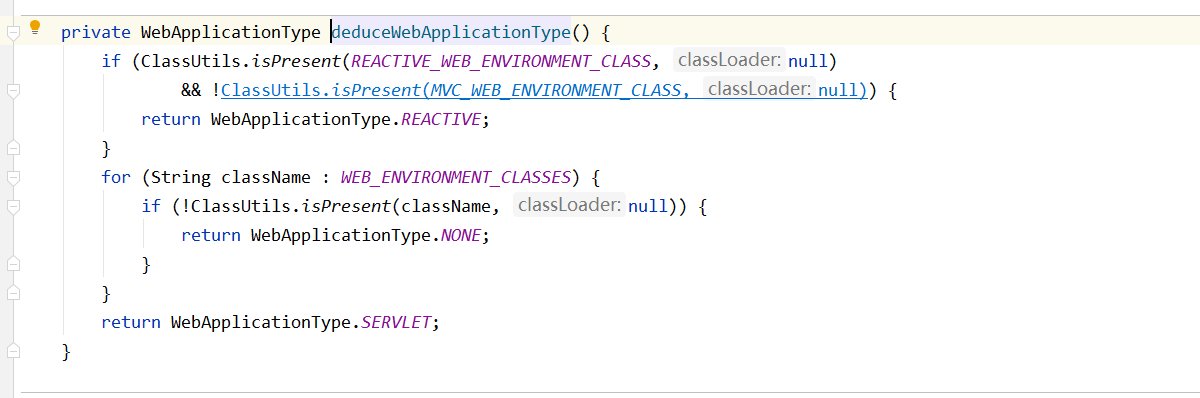 private WebApplicationType deduceWebApplicationType() {
if (ClassUtils.isPresent(REACTIVE_WEB_ENVIRONMENT_CLASS, classLoader: null)
&& !ClassUtils.isPresent(MVC_WEB_ENVIRONMENT_CLASS, classLoader: null)) {
return WebApplicationType.REACTIVE;
}
for (String className : WEB_ENVIRONMENT_CLASSES) {
if (!ClassUtils.isPresent(className, classLoader: null)) {
return WebApplicationType.NONE;
}
}
return WebApplicationType.SERVLET;
}